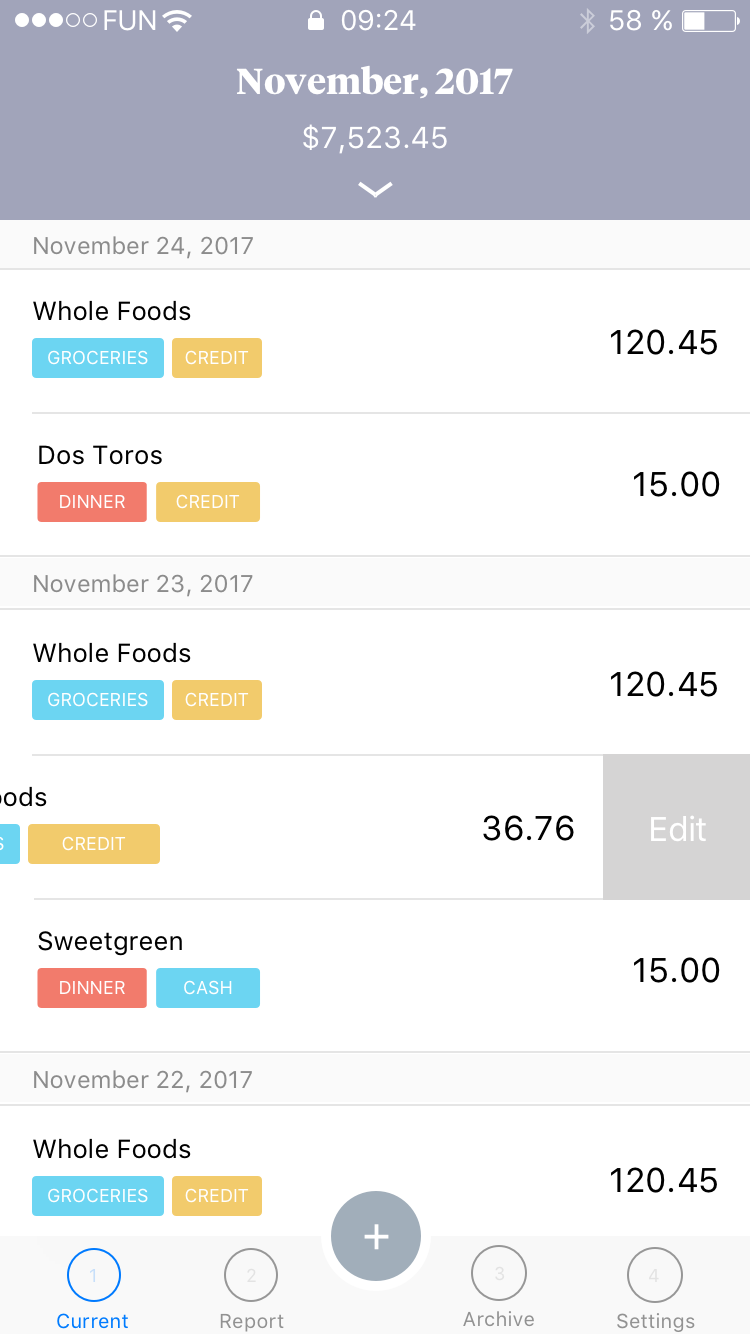 FUN 09:24 58 %
November, 2017
$7,523.45
November 24, 2017
Whole Foods
GROCERIES CREDIT 120.45
Dos Toros
DINNER CREDIT 15.00
November 23, 2017
Whole Foods
GROCERIES CREDIT 120.45
oods
S CREDIT 36.76 Edit
Sweetgreen
DINNER CASH 15.00
November 22, 2017
Whole Foods
GROCERIES CREDIT 120.45
+
1 2 3 4
Current Report Archive Settings